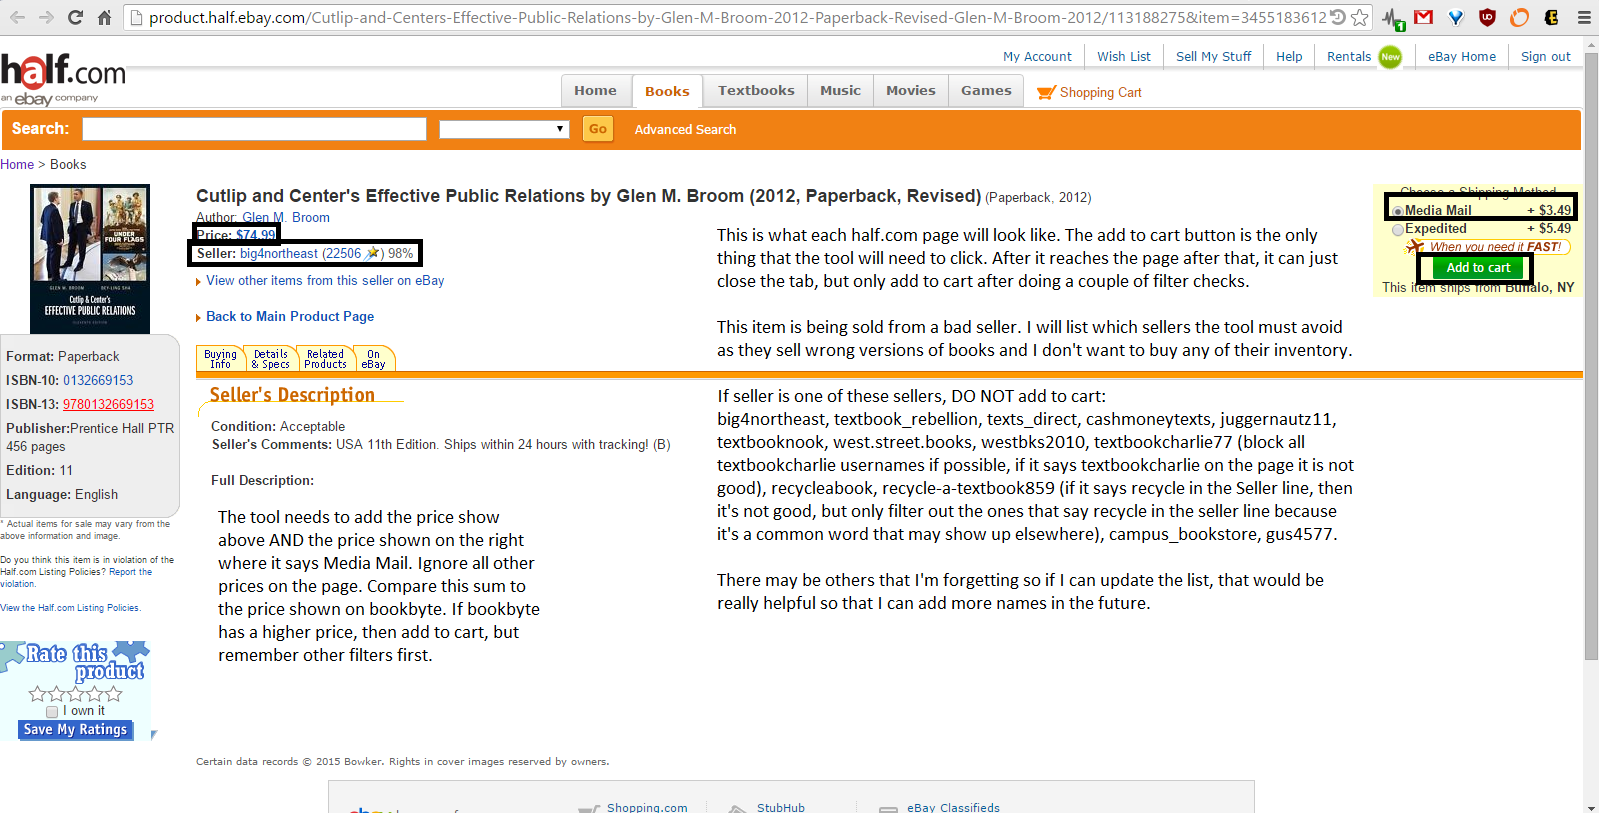 product.half.ebay.com/Cutlip-and-Centers-Effective-Public-Relations-by-Glen-M-Broom-2012-Paperback-Revised-Glen-M-Broom-2012/113188275&item=3455183612
half.com
an ebay company
My Account
Wish List
Sell My Stuff
Help
Rentals
New
eBay Home
Sign out
Home
Books
Textbooks
Music
Movies
Games
Shopping Cart
Search:
Go
Advanced Search
Home > Books
UNDER
FOUR FLAGS
GLEN M. BROOM
BEY-LING SHA
Cutlip & Center's
EFFECTIVE PUBLIC RELATIONS
ELEVENTH EDITION
Format: Paperback
ISBN-10: 0132669153
ISBN-13: 9780132669153
Publisher:Prentice Hall PTR
456 pages
Edition: 11
Language: English
* Actual items for sale may vary from the
above information and image.
Do you think this item is in violation of the
Half.com Listing Policies? Report the
violation.
View the Half.com Listing Policies.
Rate this
product
I own it
Save My Ratings
Cutlip and Center's Effective Public Relations by Glen M. Broom (2012, Paperback, Revised) (Paperback, 2012)
Author: Glen M. Broom
Price: $74.99
Seller: big4northeast (22506 ) 98%
View other items from this seller on eBay
Back to Main Product Page
Buying
Info
Details
& Specs
Related
Products
On
eBay
Seller's Description
Condition: Acceptable
Seller's Comments: USA 11th Edition. Ships within 24 hours with tracking! (B)
Full Description:
The tool needs to add the price show
above AND the price shown on the right
where it says Media Mail. Ignore all other
prices on the page. Compare this sum to
the price shown on bookbyte. If bookbyte
has a higher price, then add to cart, but
remember other filters first.
This is what each half.com page will look like. The add to cart button is the only
thing that the tool will need to click. After it reaches the page after that, it can just
close the tab, but only add to cart after doing a couple of filter checks.
This item is being sold from a bad seller. I will list which sellers the tool must avoid
as they sell wrong versions of books and I don't want to buy any of their inventory.
If seller is one of these sellers, DO NOT add to cart:
big4northeast, textbook_rebellion, texts_direct, cashmoneytexts, juggernautz11,
textbooknook, west.street.books, westbks2010, textbookcharlie77 (block all
textbookcharlie usernames if possible, if it says textbookcharlie on the page it is not
good), recycleabook, recycle-a-textbook859 (if it says recycle in the Seller line, then
it's not good, but only filter out the ones that say recycle in the seller line because
it's a common word that may show up elsewhere), campus_bookstore, gus4577.
There may be others that I'm forgetting so if I can update the list, that would be
really helpful so that I can add more names in the future.
Choose a Shipping Method
Media Mail + $3.49
Expedited + $5.49
When you need it FAST!
Add to cart
This item ships from Buffalo, NY
Certain data records © 2015 Bowker. Rights in cover images reserved by owners.
Shopping.com
StubHub
eBay Classifieds